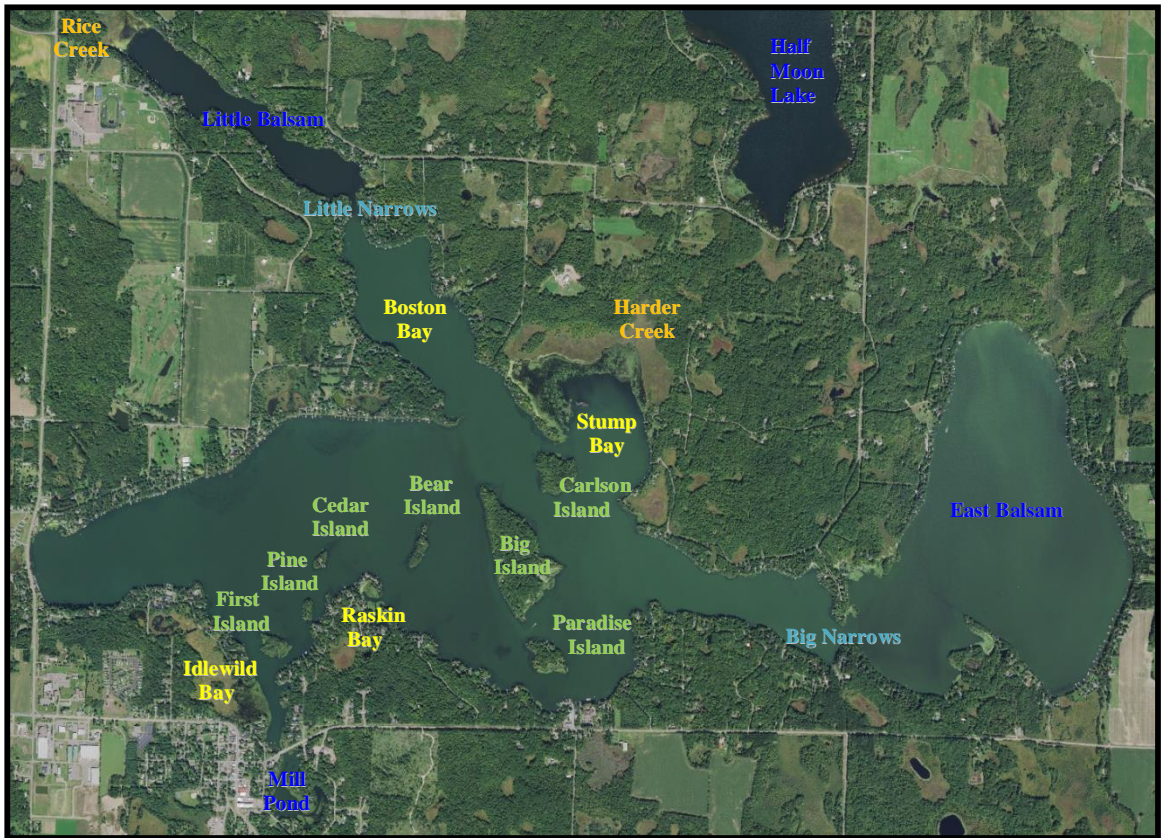 Rice
Creek
Half
Moon
Lake
Little Balsam
Little Narrows
Boston
Bay
Harder
Creek
Stump
Bay
Bear
Island
Carlson
Island
Cedar
Island
East Balsam
Big
Island
Pine
Island
First
Island
Raskin
Bay
Paradise
Island
Big Narrows
Idlewild
Bay
Mill
Pond